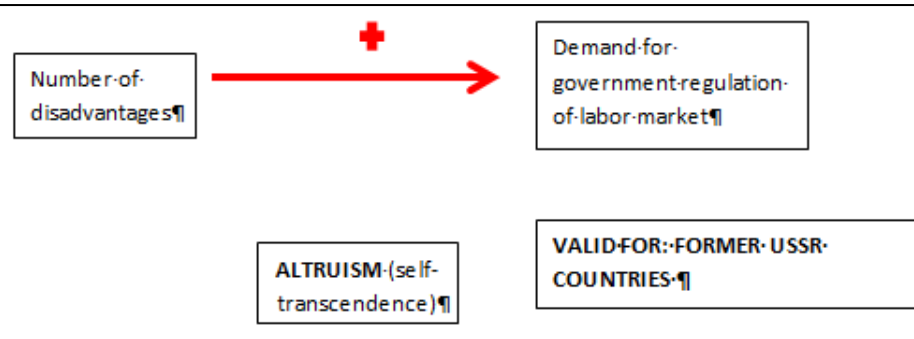 Number·of·
disadvantages¶
Demand·for·
government·regulation·
of·labor·market¶
ALTRUISM·(self-
transcendence)¶
VALID·FOR:·FORMER·USSR·
COUNTRIES·¶